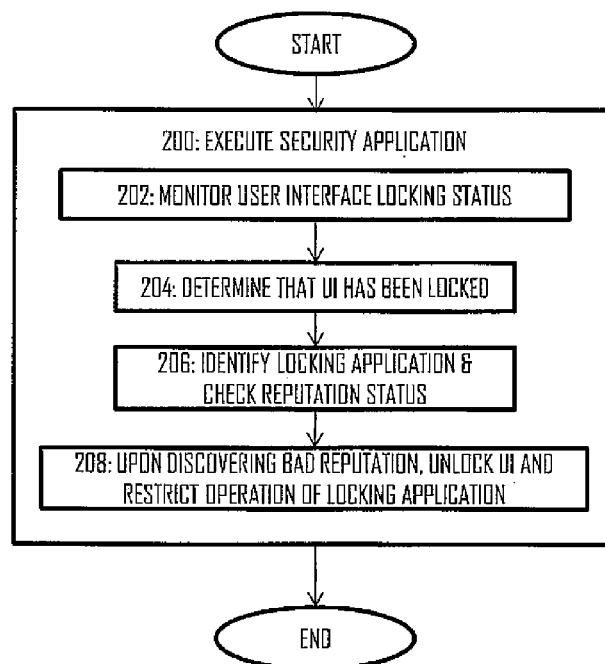 START
200: EXECUTE SECURITY APPLICATION
202: MONITOR USER INTERFACE LOCKING STATUS
204: DETERMINE THAT UI HAS BEEN LOCKED
206: IDENTIFY LOCKING APPLICATION &
CHECK REPUTATION STATUS
208: UPON DISCOVERING BAD REPUTATION, UNLOCK UI AND
RESTRICT OPERATION OF LOCKING APPLICATION
END